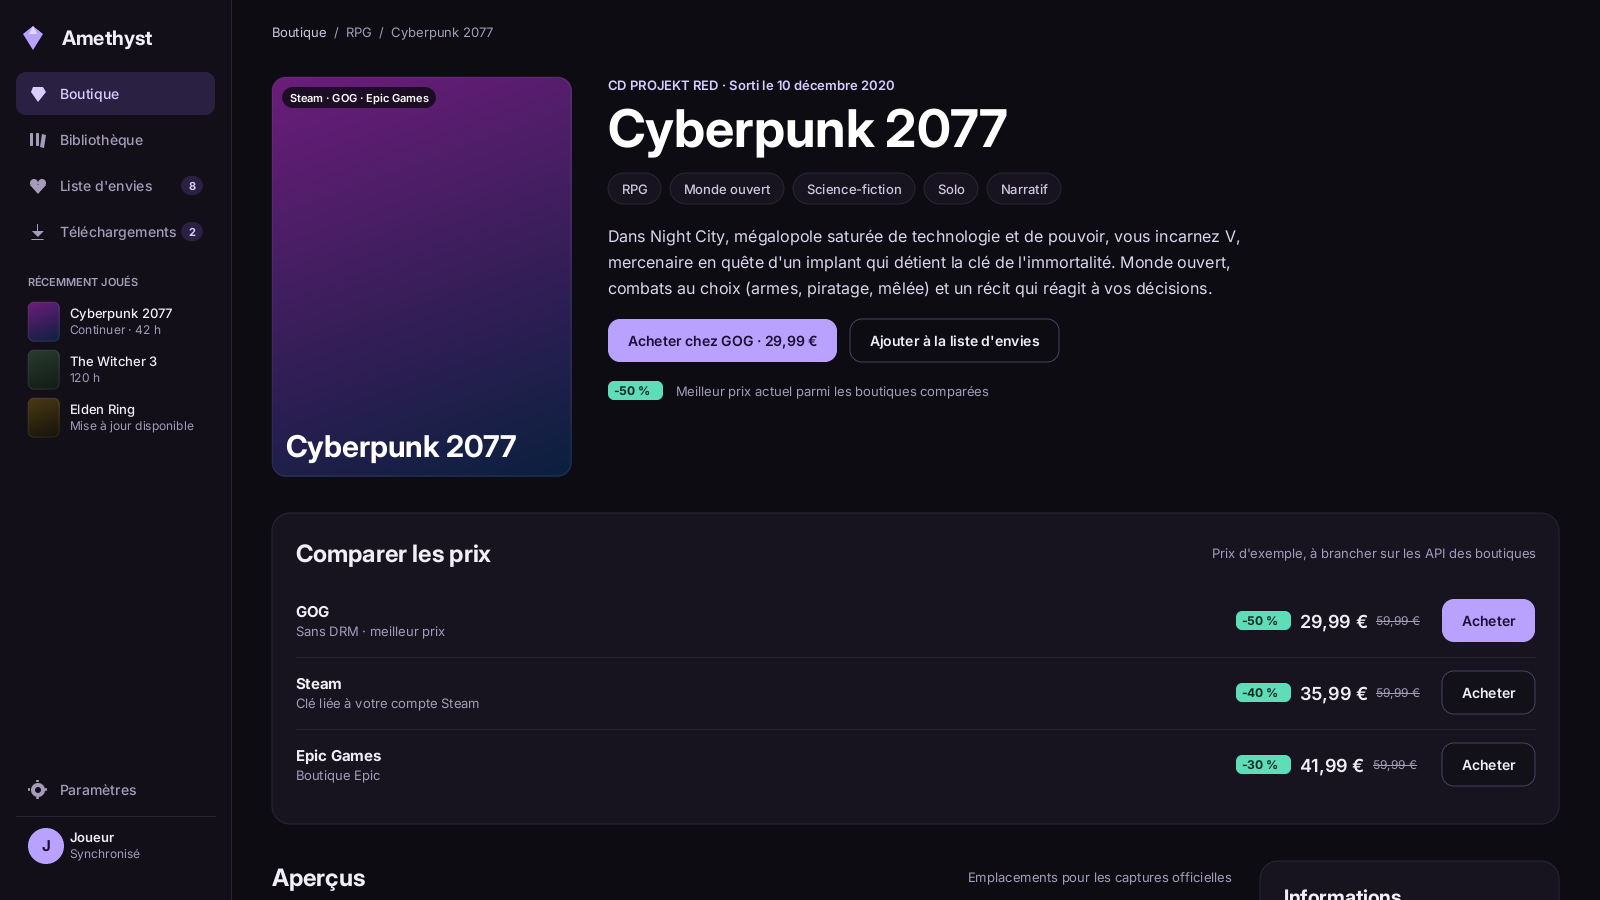 Amethyst
Boutique
Bibliothèque
Liste d'envies 8
Téléchargements 2
RÉCEMMENT JOUÉS
Cyberpunk 2077
Continuer · 42 h
The Witcher 3
120 h
Elden Ring
Mise à jour disponible
Paramètres
J
Joueur
Synchronisé
Boutique / RPG / Cyberpunk 2077
Steam · GOG · Epic Games
Cyberpunk 2077
CD PROJEKT RED · Sorti le 10 décembre 2020
Cyberpunk 2077
RPG Monde ouvert Science-fiction Solo Narratif
Dans Night City, mégalopole saturée de technologie et de pouvoir, vous incarnez V,
mercenaire en quête d'un implant qui détient la clé de l'immortalité. Monde ouvert,
combats au choix (armes, piratage, mêlée) et un récit qui réagit à vos décisions.
Acheter chez GOG · 29,99 € Ajouter à la liste d'envies
-50 % Meilleur prix actuel parmi les boutiques comparées
Comparer les prix
Prix d'exemple, à brancher sur les API des boutiques
GOG
Sans DRM · meilleur prix
-50 % 29,99 € 59,99 € Acheter
Steam
Clé liée à votre compte Steam
-40 % 35,99 € 59,99 € Acheter
Epic Games
Boutique Epic
-30 % 41,99 € 59,99 € Acheter
Aperçus
Emplacements pour les captures officielles
Informations